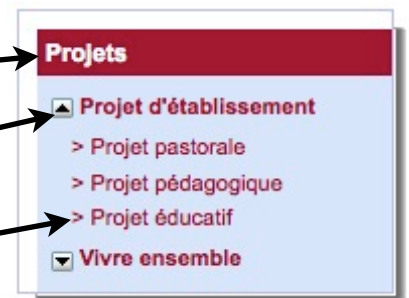 Projets
Projet d'établissement
> Projet pastorale
> Projet pédagogique
> Projet éducatif
Vivre ensemble